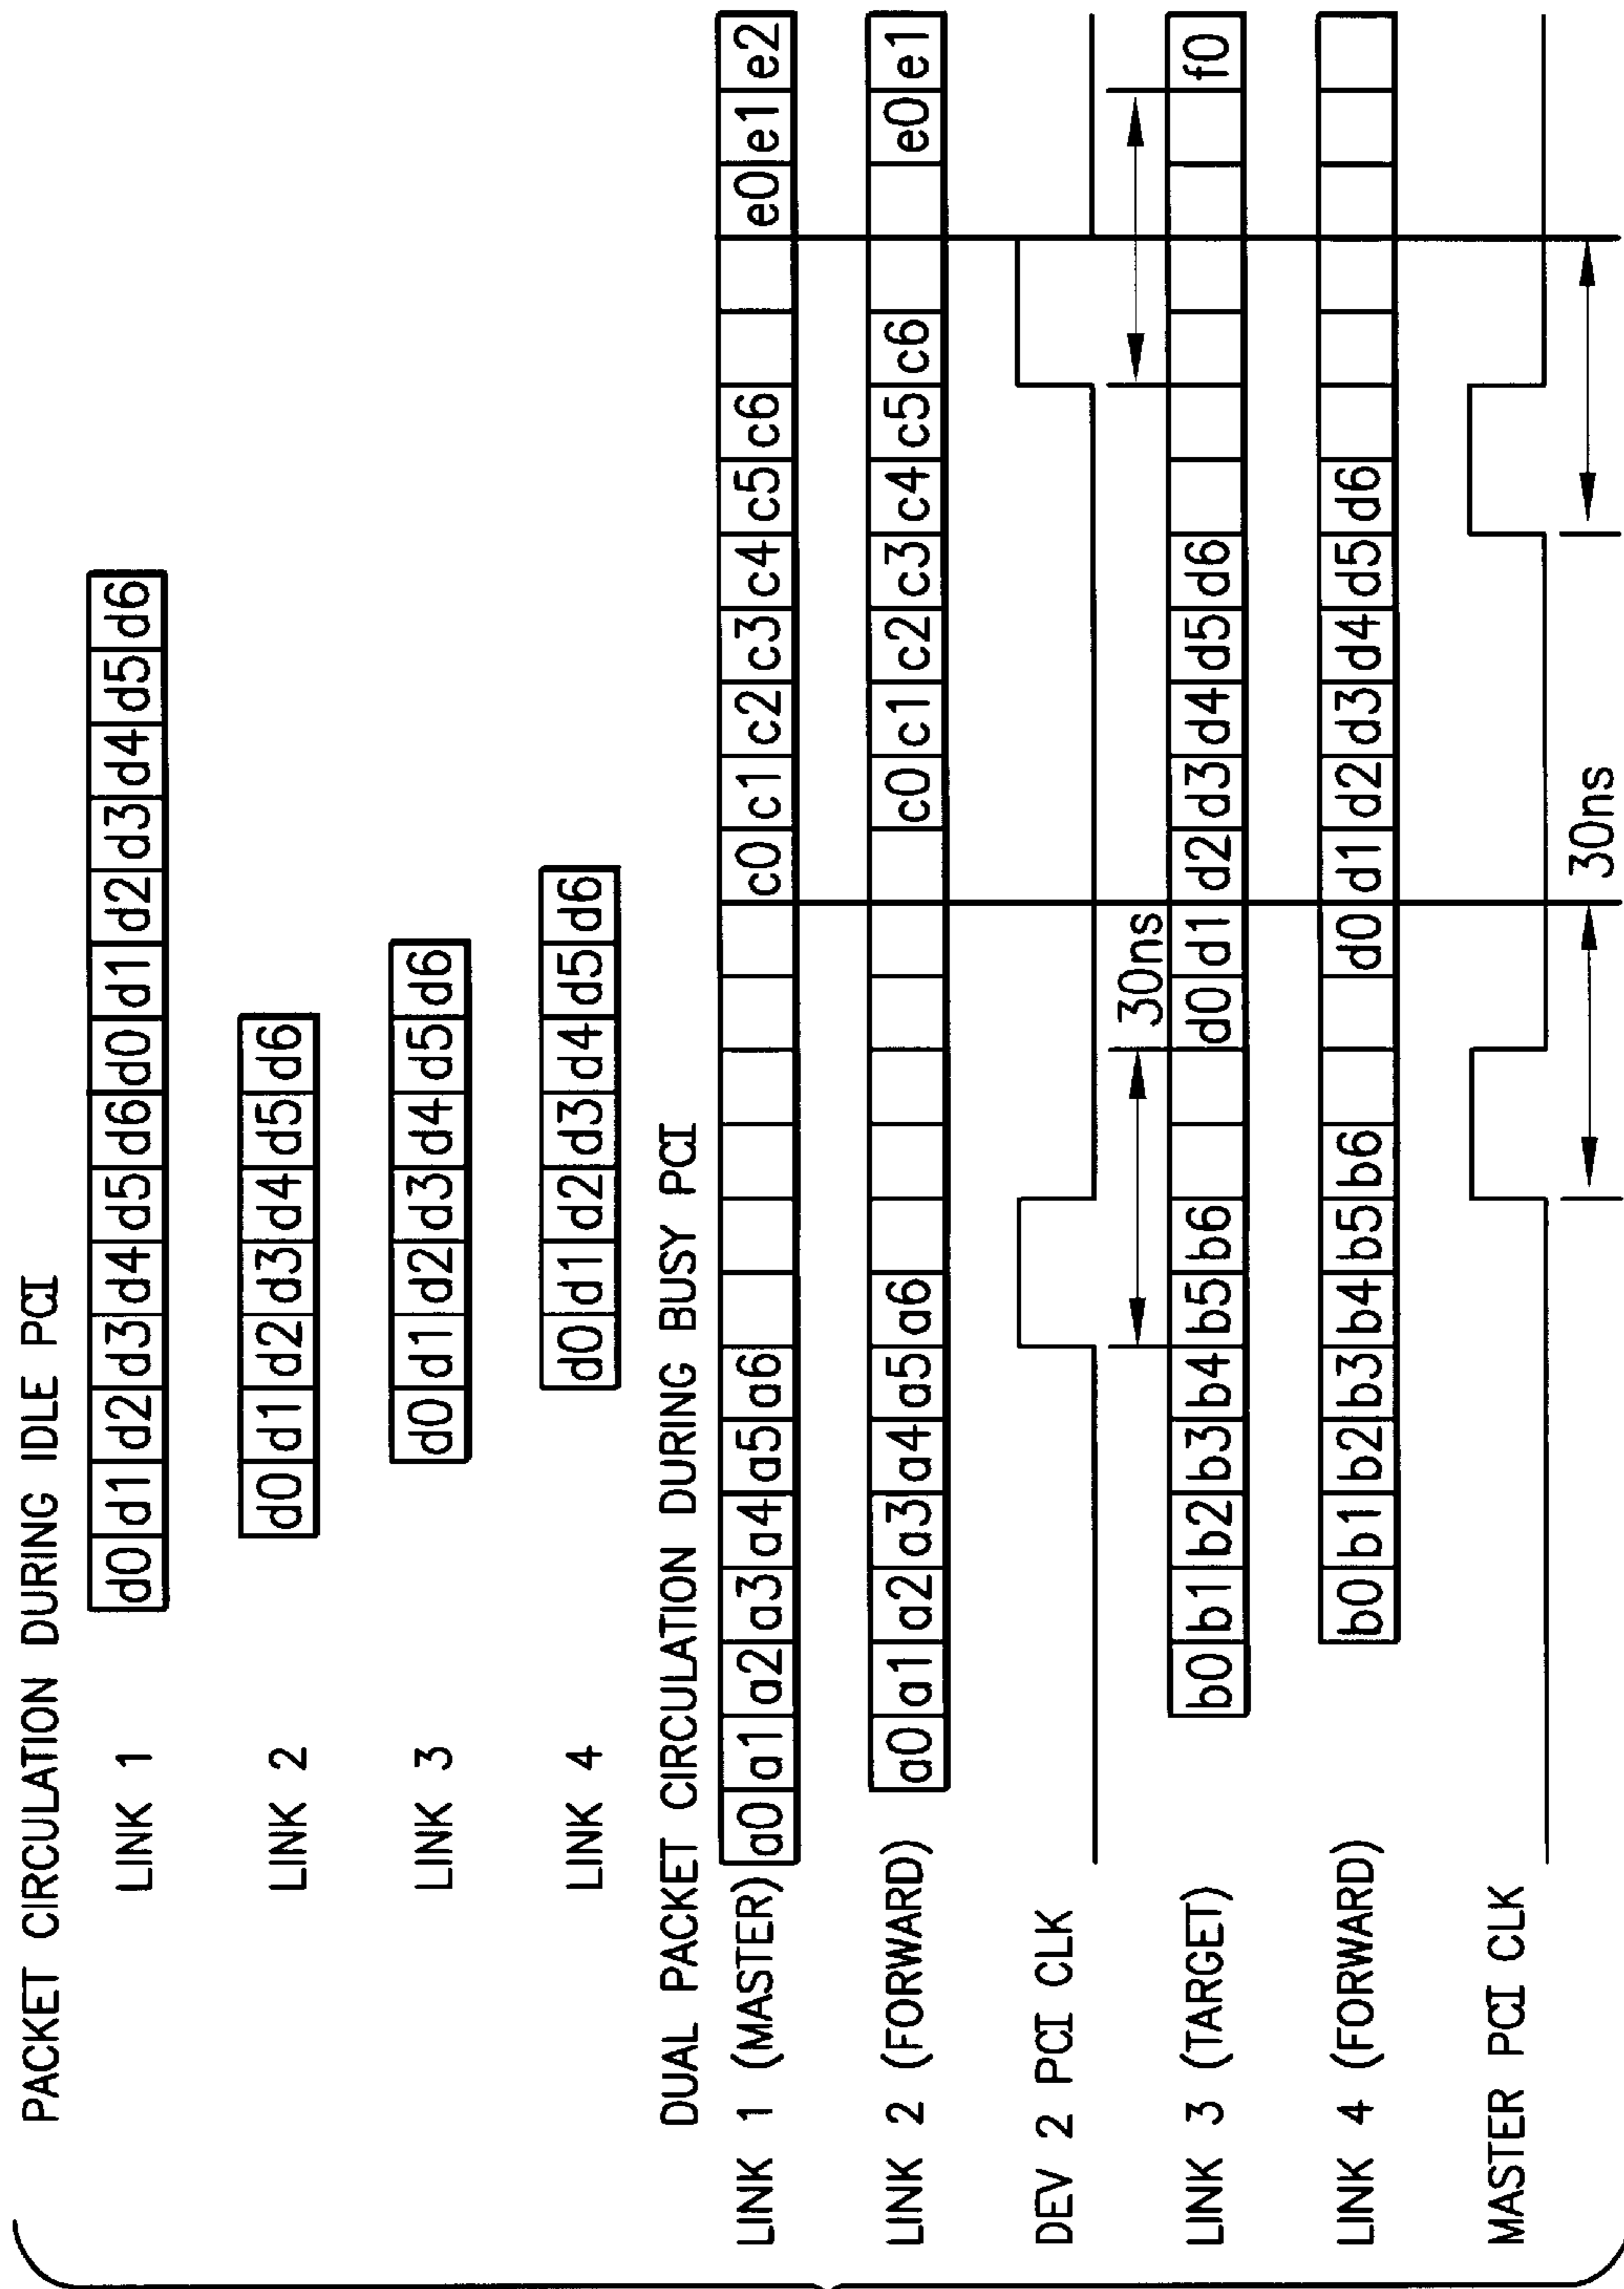 PACKET CIRCULATION DURING IDLE PCI
LINK 1 d0 d1 d2 d3 d4 d5 d6 d0 d1 d2 d3 d4 d5 d6
LINK 2 d0 d1 d2 d3 d4 d5 d6
LINK 3 d0 d1 d2 d3 d4 d5 d6
LINK 4 d0 d1 d2 d3 d4 d5 d6
DUAL PACKET CIRCULATION DURING BUSY PCI
LINK 1 (MASTER) a0 a1 a2 a3 a4 a5 a6 c0 c1 c2 c3 c4 c5 c6 e0 e1 e2
LINK 2 (FORWARD) a0 a1 a2 a3 a4 a5 a6 c0 c1 c2 c3 c4 c5 c6 e0 e1
DEV 2 PCI CLK
30ns
LINK 3 (TARGET) b0 b1 b2 b3 b4 b5 b6 d0 d1 d2 d3 d4 d5 d6 f0
LINK 4 (FORWARD) b0 b1 b2 b3 b4 b5 b6 d0 d1 d2 d3 d4 d5 d6
MASTER PCI CLK
30ns